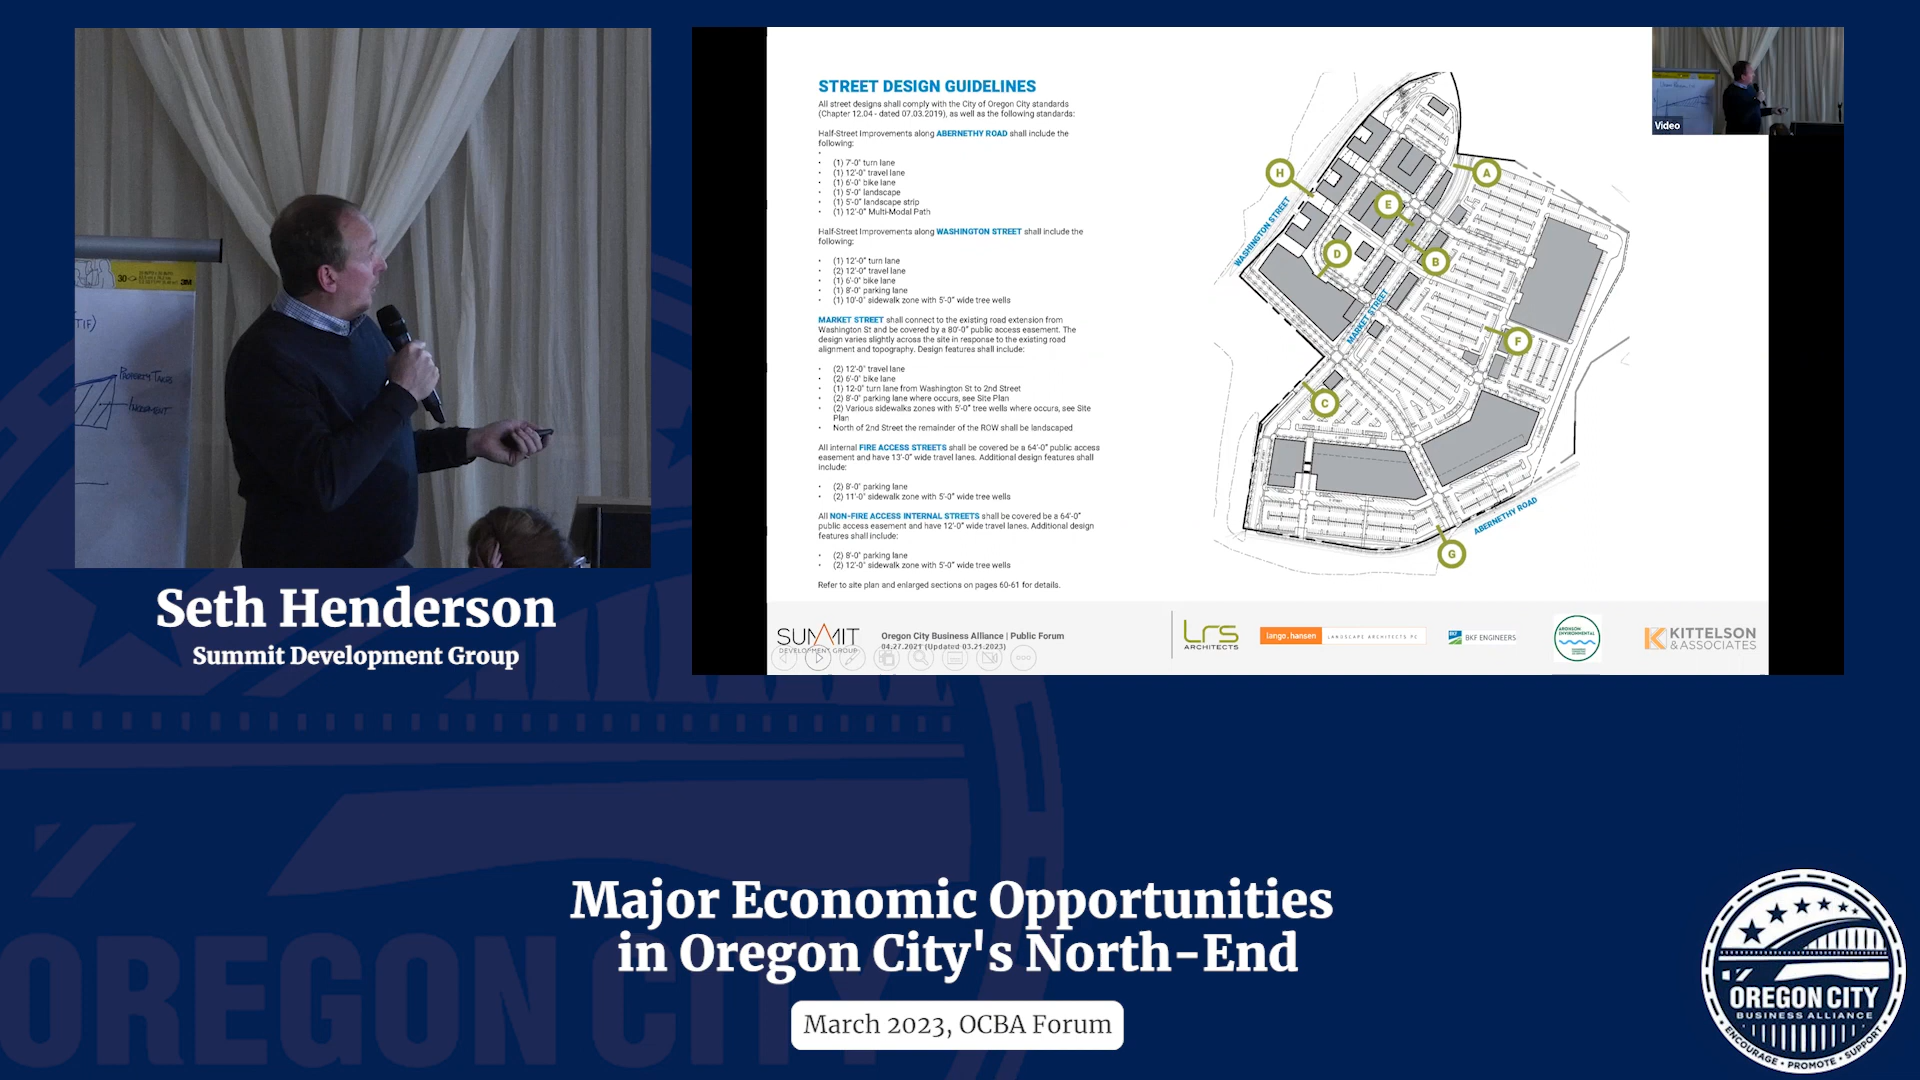 30
3M
TIF)
PROPERTY TAXES
INCREMENT
Seth Henderson
Summit Development Group
STREET DESIGN GUIDELINES
All street designs shall comply with the City of Oregon City standards
(Chapter 12.04 - dated 07.03.2019), as well as the following standards:
Half-Street Improvements along ABERNETHY ROAD shall include the
following:
•
• (1) 7'-0" turn lane
• (1) 12'-0" travel lane
• (1) 6'-0" bike lane
• (1) 5'-0" landscape
• (1) 5'-0" landscape strip
• (1) 12'-0" Multi-Modal Path
Half-Street Improvements along WASHINGTON STREET shall include the
following:
• (1) 12'-0" turn lane
• (2) 12'-0" travel lane
• (1) 6'-0" bike lane
• (1) 8'-0" parking lane
• (1) 10'-0" sidewalk zone with 5'-0" wide tree wells
MARKET STREET shall connect to the existing road extension from
Washington St and be covered by a 80'-0" public access easement. The
design varies slightly across the site in response to the existing road
alignment and topography. Design features shall include:
• (2) 12'-0" travel lane
• (2) 6'-0" bike lane
• (1) 12-0" turn lane from Washington St to 2nd Street
• (2) 8'-0" parking lane where occurs, see Site Plan
• (2) Various sidewalks zones with 5'-0" tree wells where occurs, see Site
Plan
• North of 2nd Street the remainder of the ROW shall be landscaped
All internal FIRE ACCESS STREETS shall be covered be a 64'-0" public access
easement and have 13'-0" wide travel lanes. Additional design features shall
include:
• (2) 8'-0" parking lane
• (2) 11'-0" sidewalk zone with 5'-0" wide tree wells
All NON-FIRE ACCESS INTERNAL STREETS shall be covered be a 64'-0"
public access easement and have 12'-0" wide travel lanes. Additional design
features shall include:
• (2) 8'-0" parking lane
• (2) 12'-0" sidewalk zone with 5'-0" wide tree wells
Refer to site plan and enlarged sections on pages 60-61 for details.
H
A
E
WASHINGTON STREET
D
B
MARKET STREET
F
C
ABERNETHY ROAD
G
Video
SUMMIT
DEVELOPMENT GROUP
Oregon City Business Alliance | Public Forum
04.27.2021 (Updated 03.21.2023)
LRS
ARCHITECTS
lango.hansen
LANDSCAPE ARCHITECTS PC
BKF
BKF ENGINEERS
ARONSON
ENVIRONMENTAL
KITTELSON
& ASSOCIATES
Major Economic Opportunities
in Oregon City's North-End
March 2023, OCBA Forum
OREGON CITY
OREGON CITY
BUSINESS ALLIANCE
ENCOURAGE • PROMOTE • SUPPORT